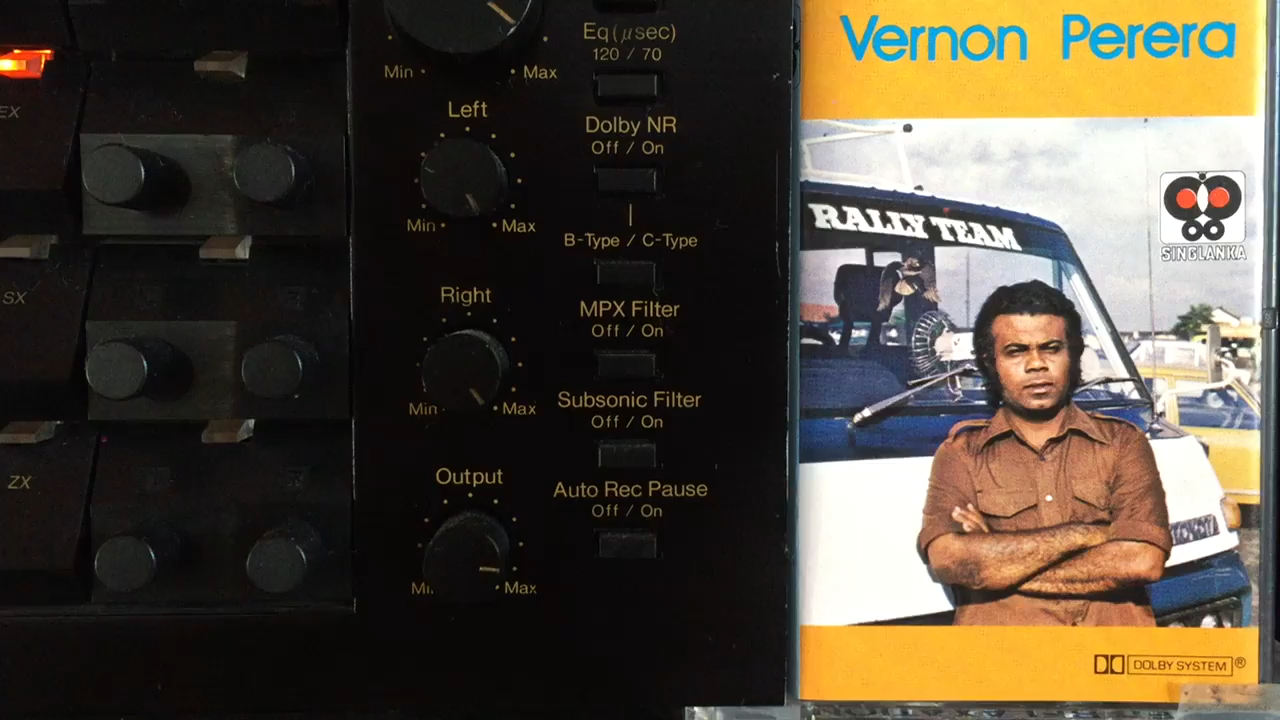 EX
SX
ZX
Min
Max
Left
Min
Max
Right
Min
Max
Output
Max
Eq (μsec)
120 / 70
Dolby NR
Off / On
B-Type / C-Type
MPX Filter
Off / On
Subsonic Filter
Off / On
Auto Rec Pause
Off / On
Vernon Perera
RALLY TEAM
SINGLANKA
DOLBY SYSTEM®